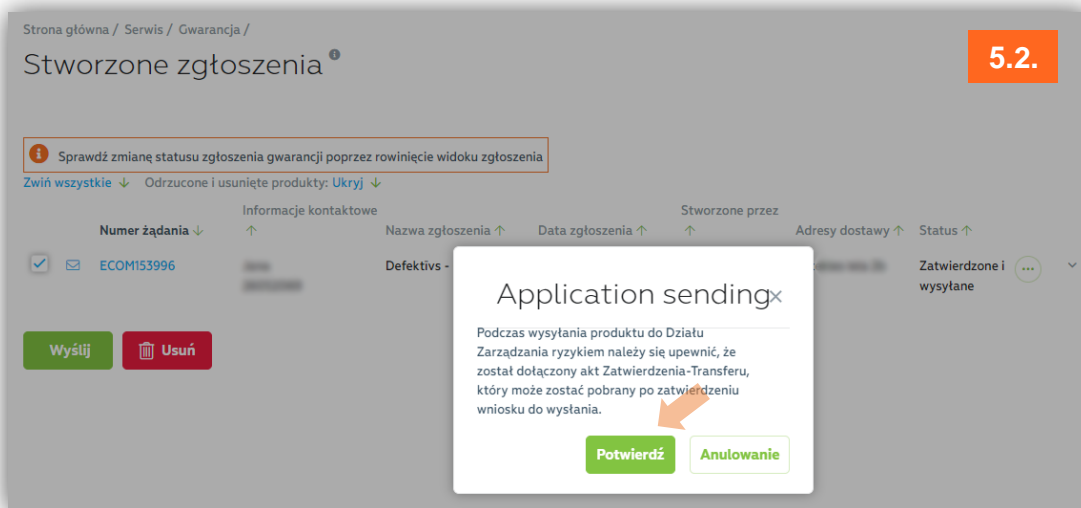 Strona główna / Serwis / Gwarancja /
Stworzone zgłoszenia
5.2.
Sprawdź zmianę statusu zgłoszenia gwarancji poprzez rowinięcie widoku zgłoszenia
Zwiń wszystkie ↓ Odrzucone i usunięte produkty: Ukryj ↓
Numer żądania ↓
Informacje kontaktowe ↑
Nazwa zgłoszenia ↑
Data zgłoszenia ↑
Stworzone przez ↑
Adresy dostawy ↑
Status ↑
ECOM153996
Defektivs -
Zatwierdzone i
wysyłane
Wyślij
Usuń
Application sending
Podczas wysyłania produktu do Działu
Zarządzania ryzykiem należy się upewnić, że
został dołączony akt Zatwierdzenia-Transferu,
który może zostać pobrany po zatwierdzeniu
wniosku do wysłania.
Potwierdź
Anulowanie